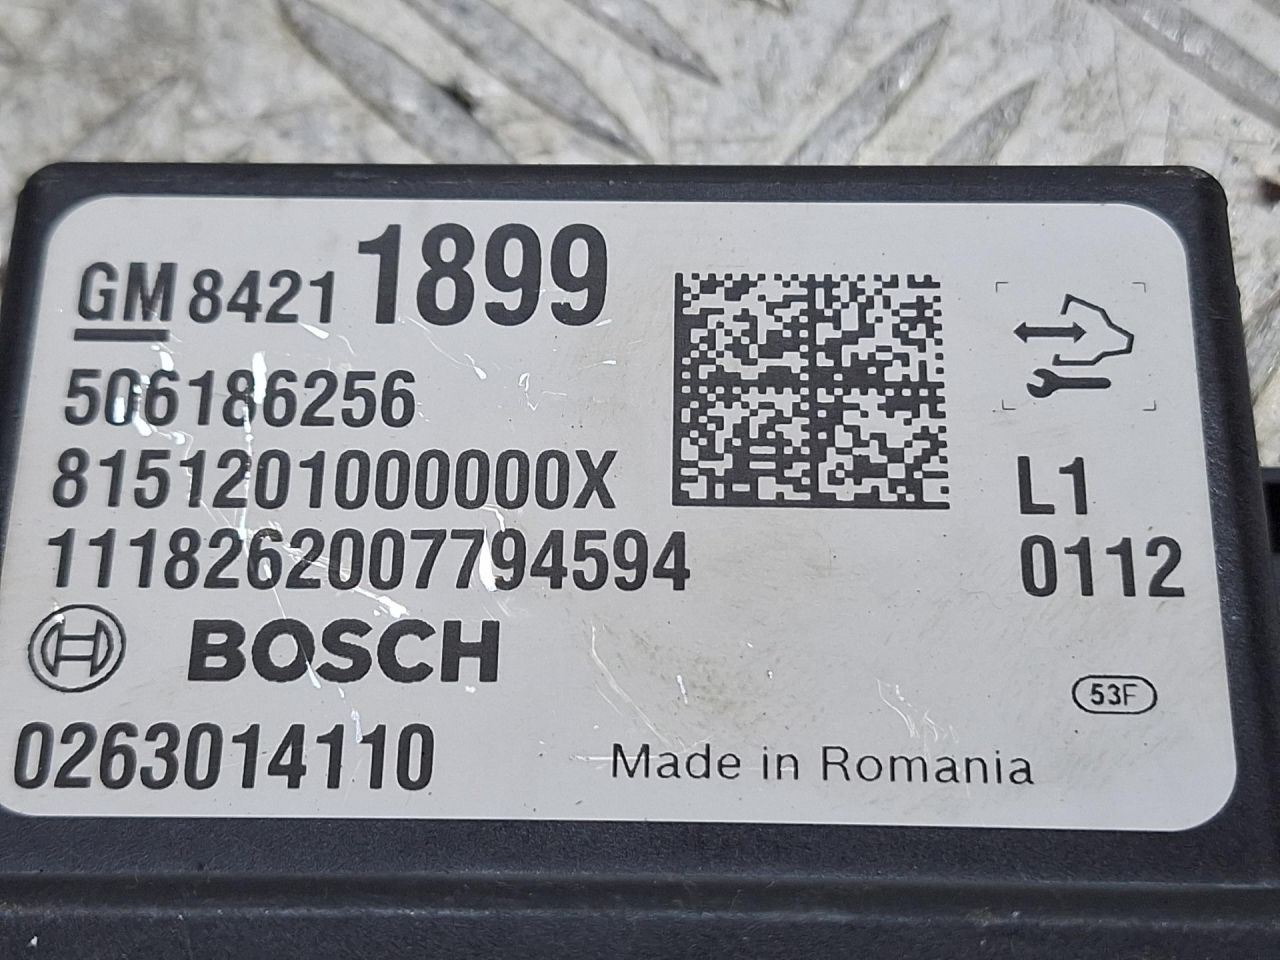 GM 8421 1899
506186256
8151201000000X
L1
1118262007794594
0112
BOSCH
53F
0263014110
Made in Romania